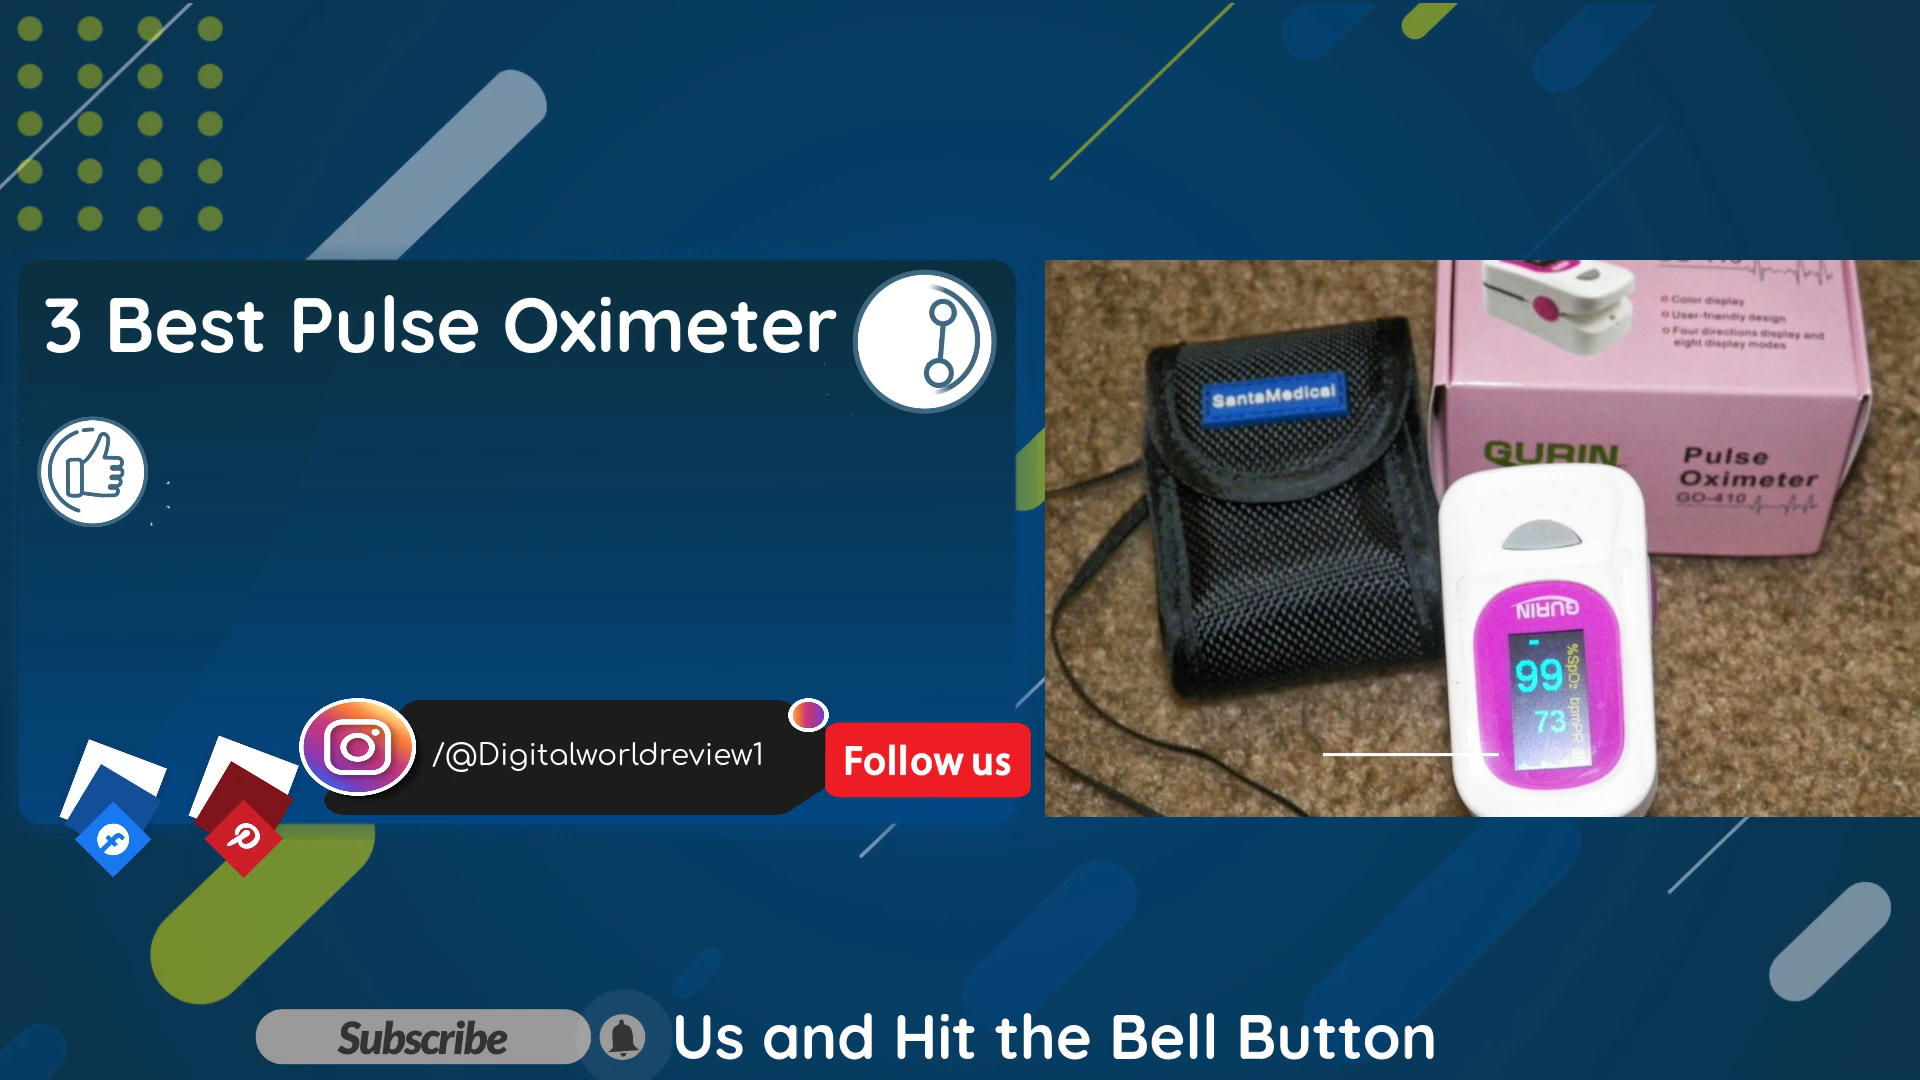 3 Best Pulse Oximeter
/@Digitalworldreview1
Follow us
Color display
User-friendly design
Four directions display and
eight display modes
SantaMedical
GURIN
Pulse
Oximeter
GO-410
GURIN
99
%SpO₂
73
bpmPR
Subscribe
Us and Hit the Bell Button